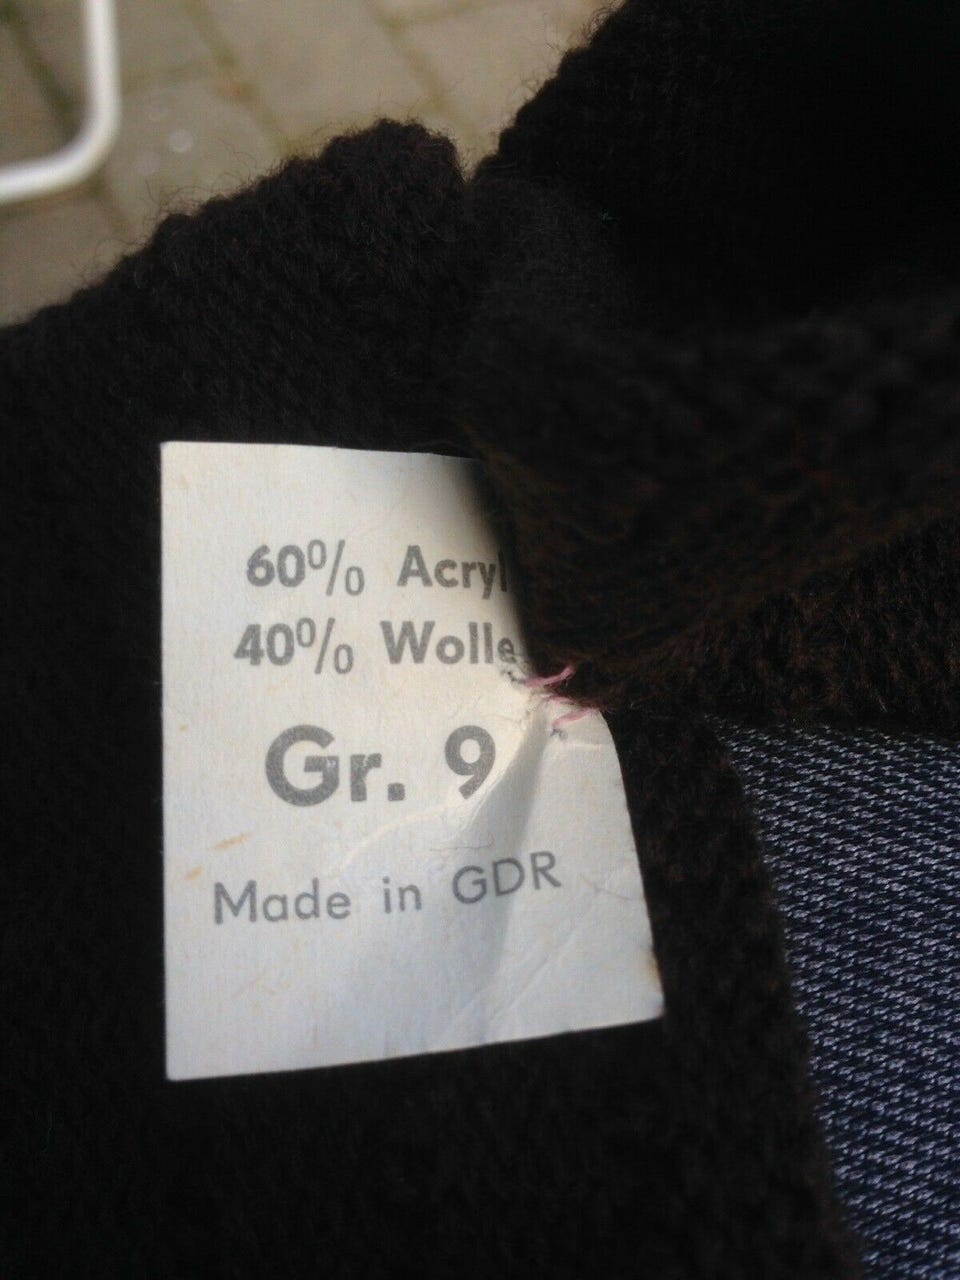 60% Acryl
40% Wolle
Gr. 9
Made in GDR